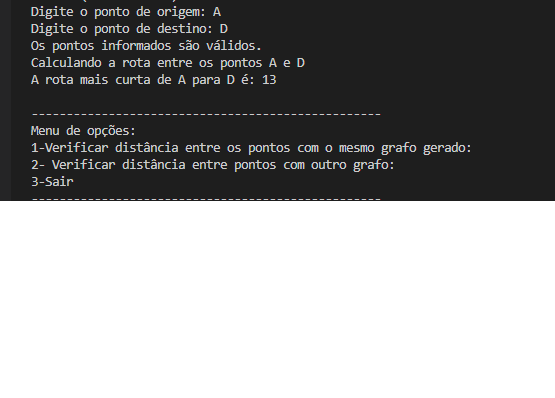 Digite o ponto de origem: A
Digite o ponto de destino: D
Os pontos informados são válidos.
Calculando a rota entre os pontos A e D
A rota mais curta de A para D é: 13
--------------------------------------------------
Menu de opções:
1-Verificar distância entre os pontos com o mesmo grafo gerado:
2- Verificar distância entre pontos com outro grafo:
3-Sair
--------------------------------------------------